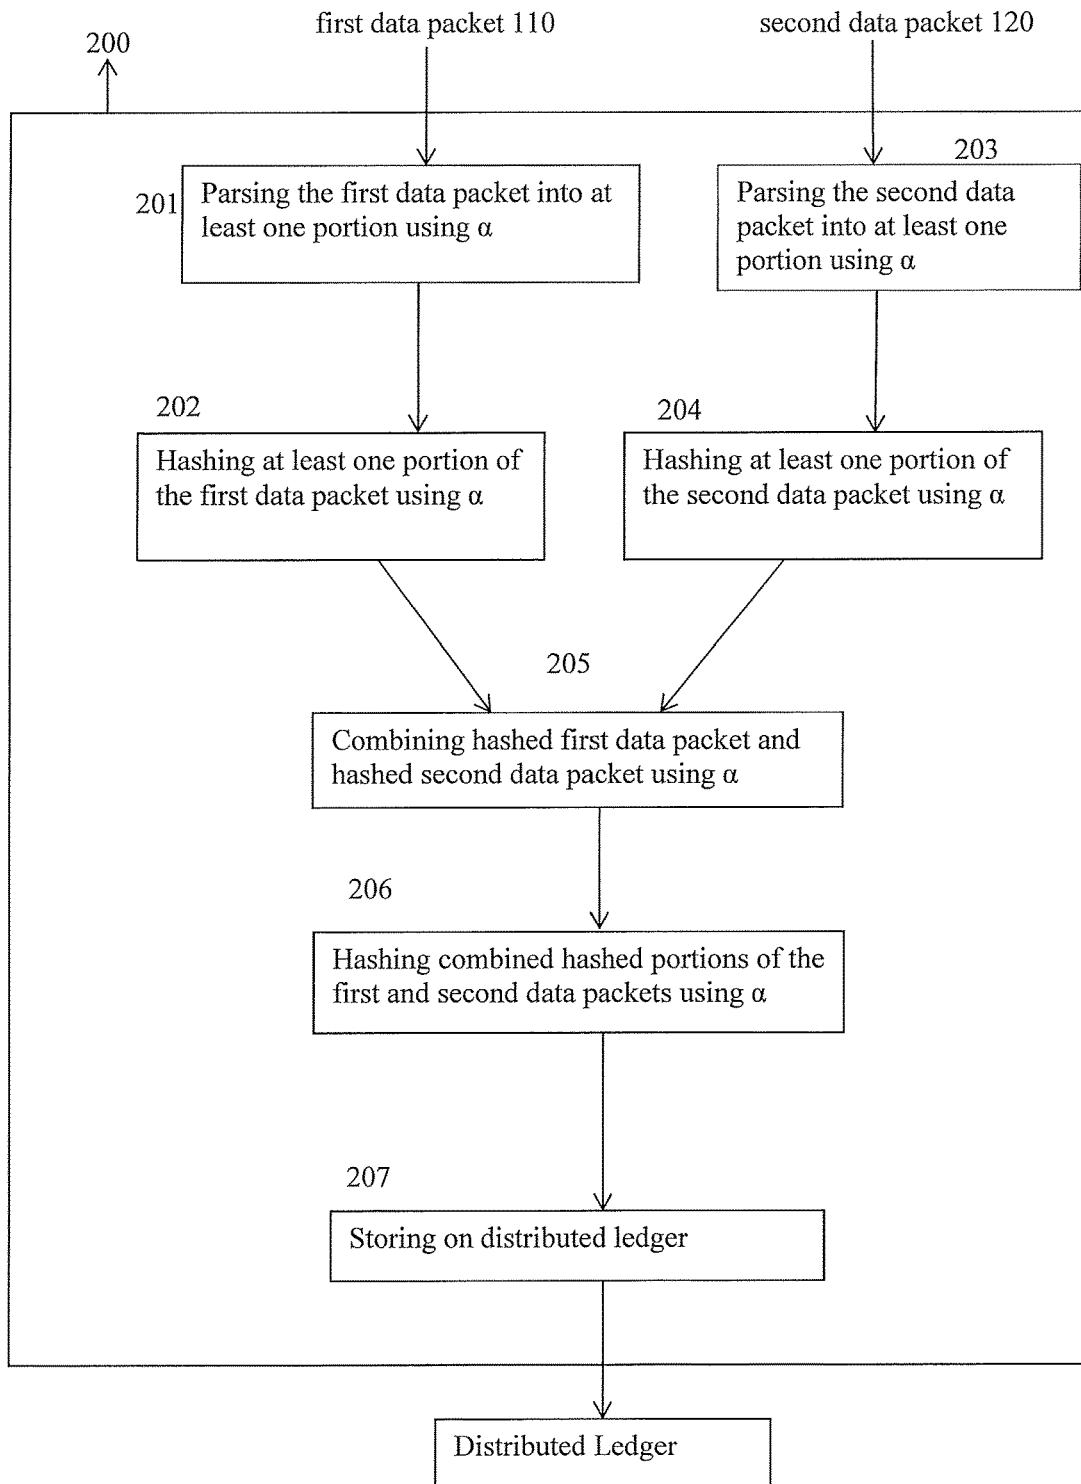 first data packet 110
second data packet 120
200
201
Parsing the first data packet into at
least one portion using α
203
Parsing the second data
packet into at least one
portion using α
202
Hashing at least one portion of
the first data packet using α
204
Hashing at least one portion of
the second data packet using α
205
Combining hashed first data packet and
hashed second data packet using α
206
Hashing combined hashed portions of the
first and second data packets using α
207
Storing on distributed ledger
Distributed Ledger